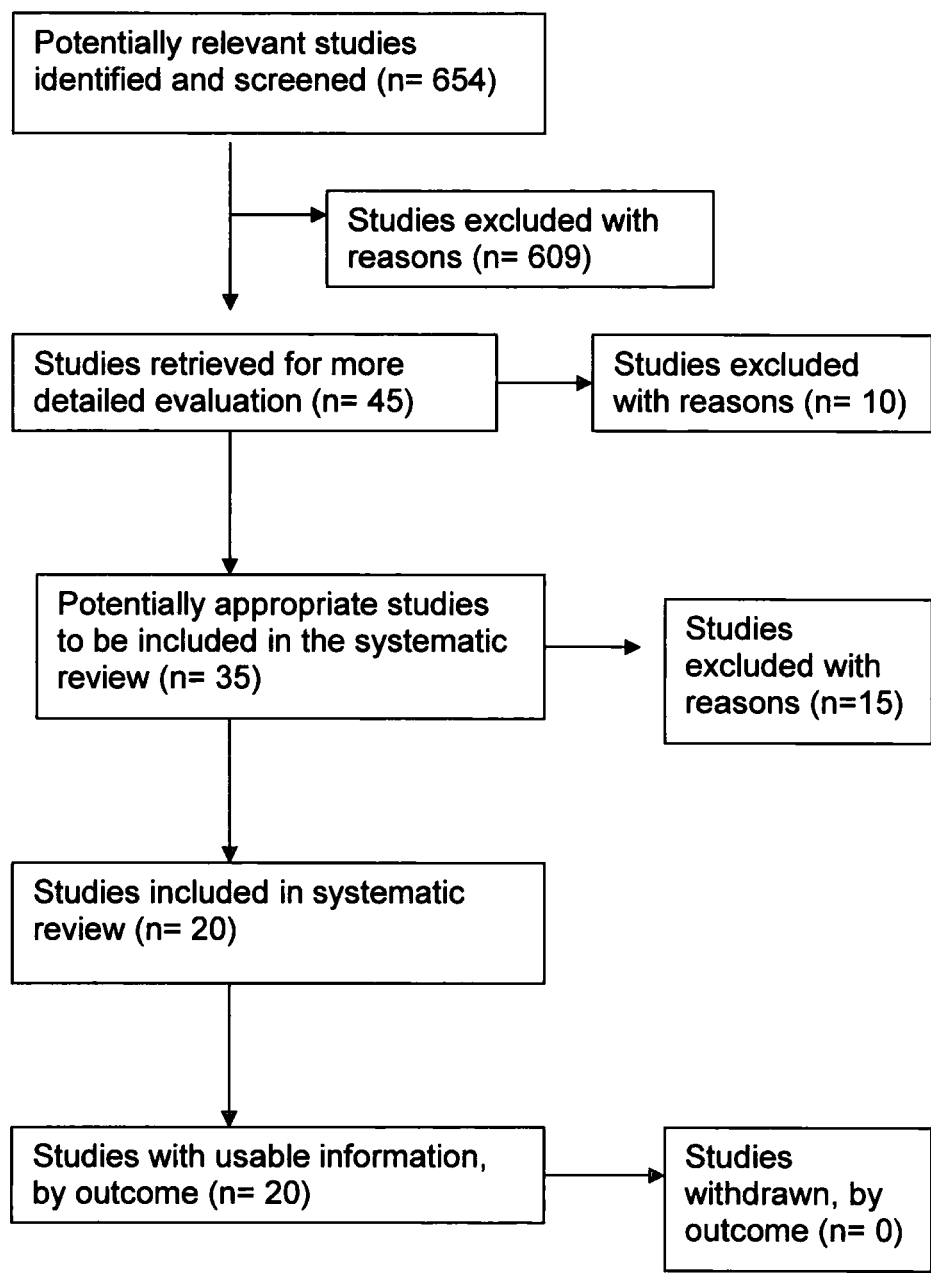 Potentially relevant studies
identified and screened (n= 654)
Studies excluded with
reasons (n= 609)
Studies retrieved for more
detailed evaluation (n= 45)
Studies excluded
with reasons (n= 10)
Potentially appropriate studies
to be included in the systematic
review (n= 35)
Studies
excluded with
reasons (n=15)
Studies included in systematic
review (n= 20)
Studies with usable information,
by outcome (n= 20)
Studies
withdrawn, by
outcome (n= 0)